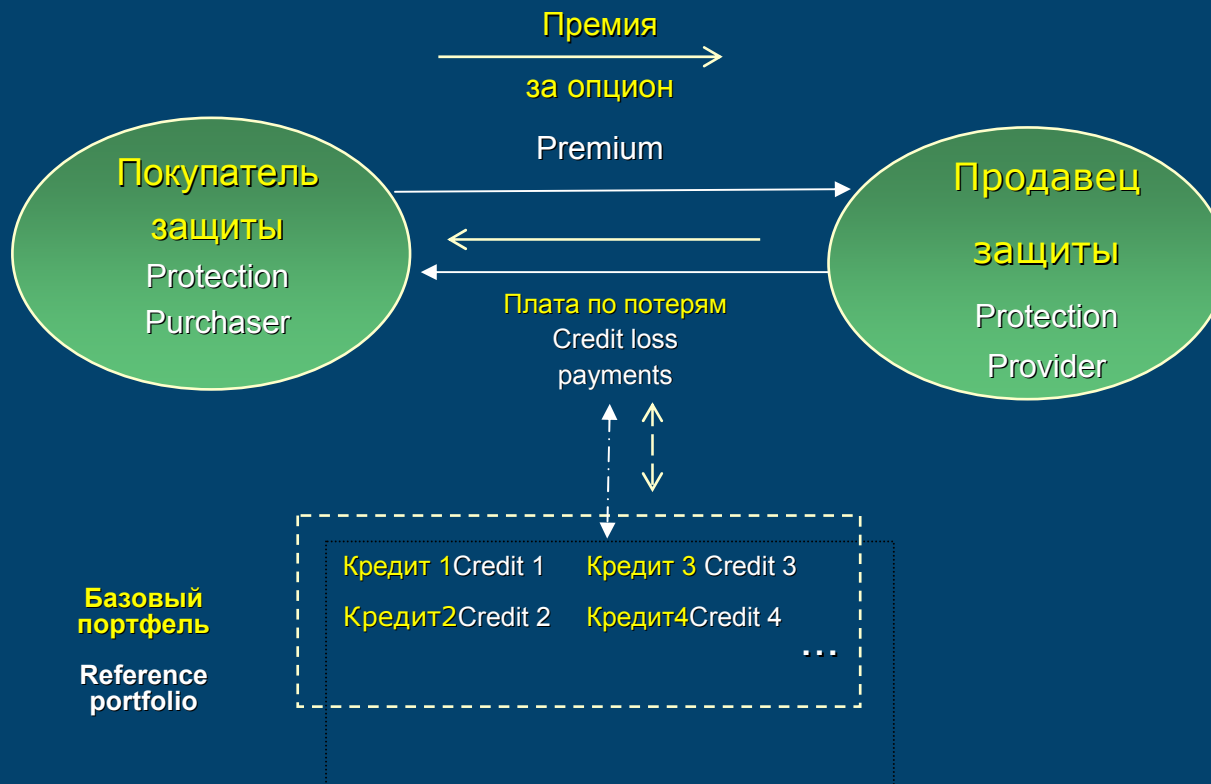 Премия
за опцион
Premium
Покупатель
защиты
Protection
Purchaser
Продавец
защиты
Protection
Provider
Плата по потерям
Credit loss
payments
Кредит 1Credit 1
Кредит 3 Credit 3
Кредит2Credit 2
Кредит4Credit 4
...
Базовый
портфель
Reference
portfolio